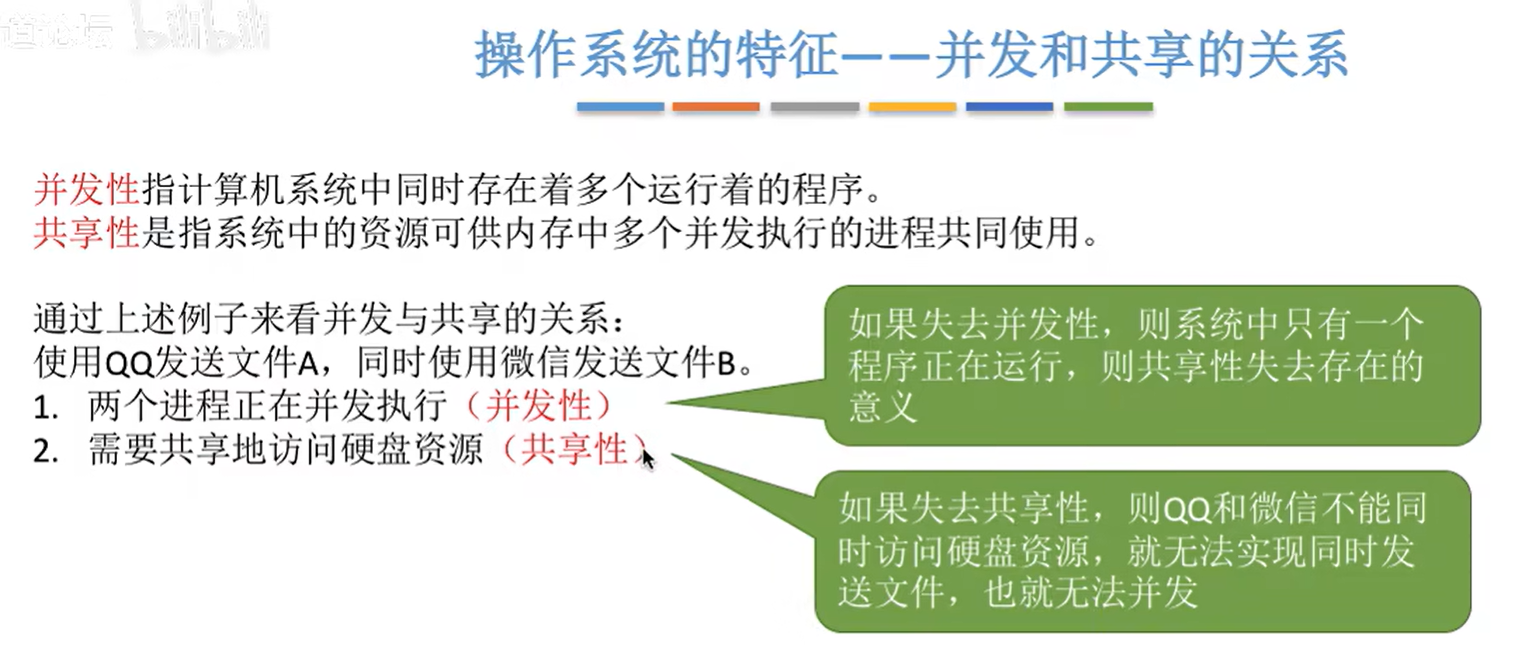 道论坛 bilibili
操作系统的特征——并发和共享的关系
并发性指计算机系统中同时存在着多个运行着的程序。
共享性是指系统中的资源可供内存中多个并发执行的进程共同使用。
通过上述例子来看并发与共享的关系：
使用QQ发送文件A，同时使用微信发送文件B。
1. 两个进程正在并发执行（并发性）
2. 需要共享地访问硬盘资源（共享性）
如果失去并发性，则系统中只有一个
程序正在运行，则共享性失去存在的
意义
如果失去共享性，则QQ和微信不能同
时访问硬盘资源，就无法实现同时发
送文件，也就无法并发